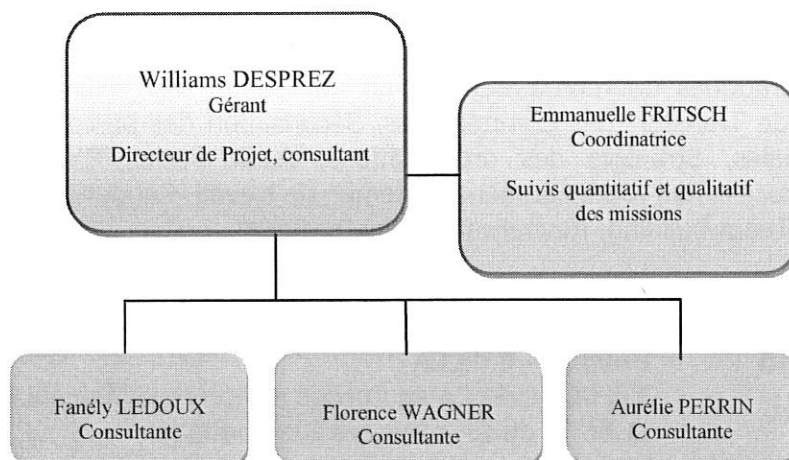 Williams DESPREZ
Gérant
Directeur de Projet, consultant
Emmanuelle FRITSCH
Coordinatrice
Suivis quantitatif et qualitatif
des missions
Fanély LEDOUX
Consultante
Florence WAGNER
Consultante
Aurélie PERRIN
Consultante